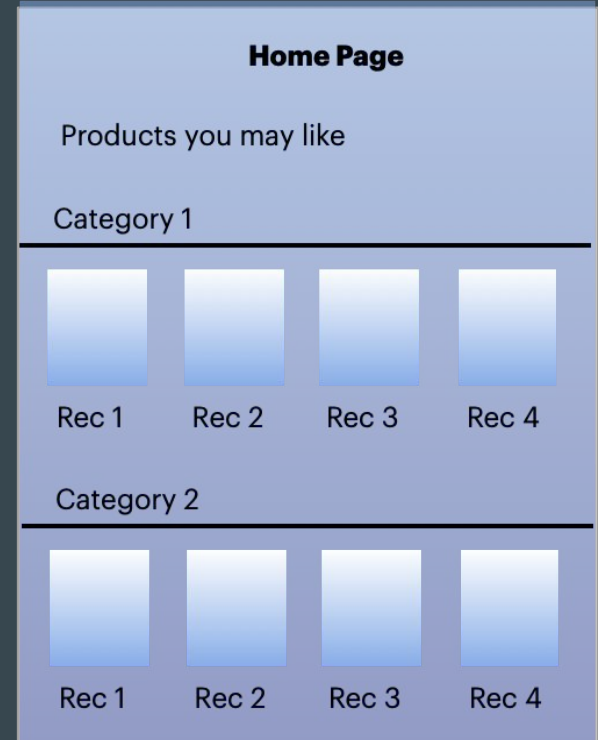 Home Page
Products you may like
Category 1
Rec 1 Rec 2 Rec 3 Rec 4
Category 2
Rec 1 Rec 2 Rec 3 Rec 4